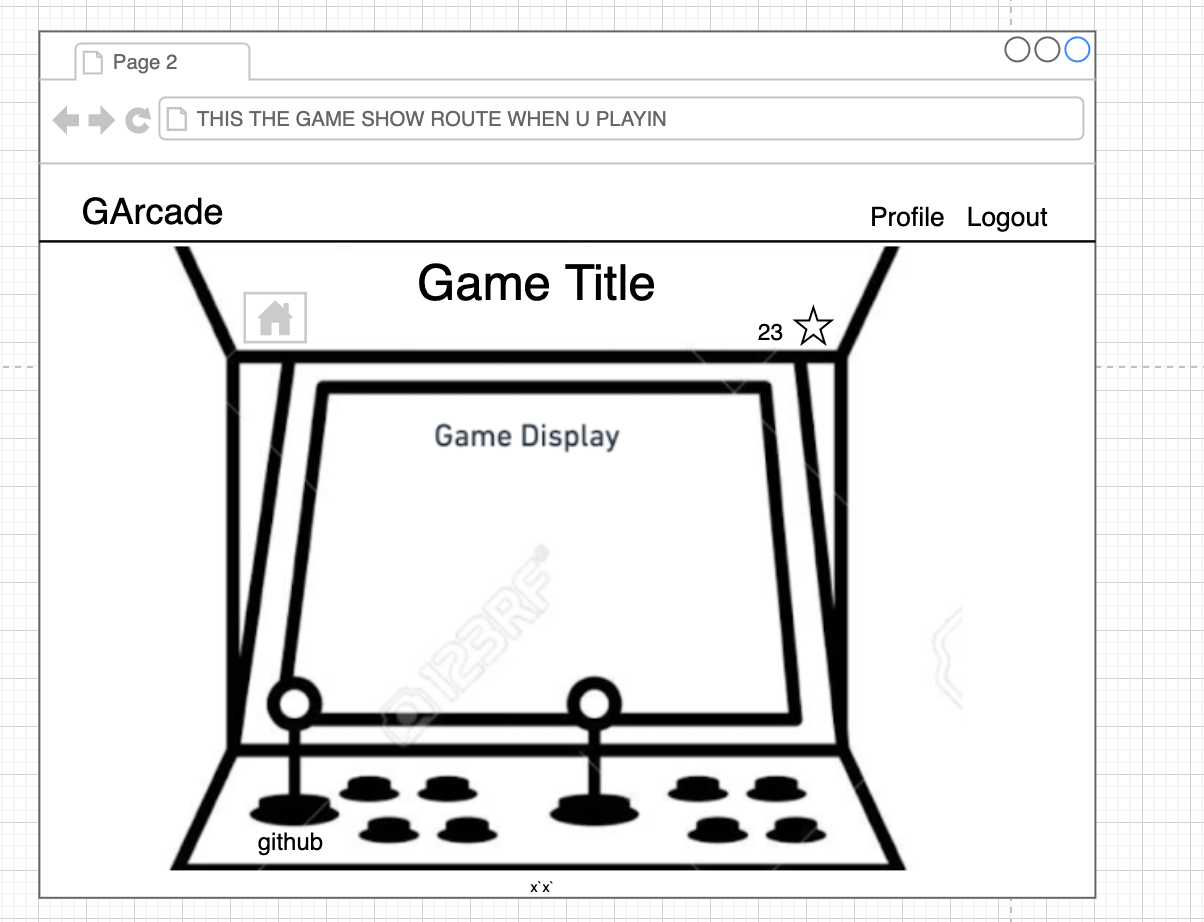 Page 2
THIS THE GAME SHOW ROUTE WHEN U PLAYIN
GArcade
Profile Logout
Game Title
23
Game Display
123RF
github
x`x`